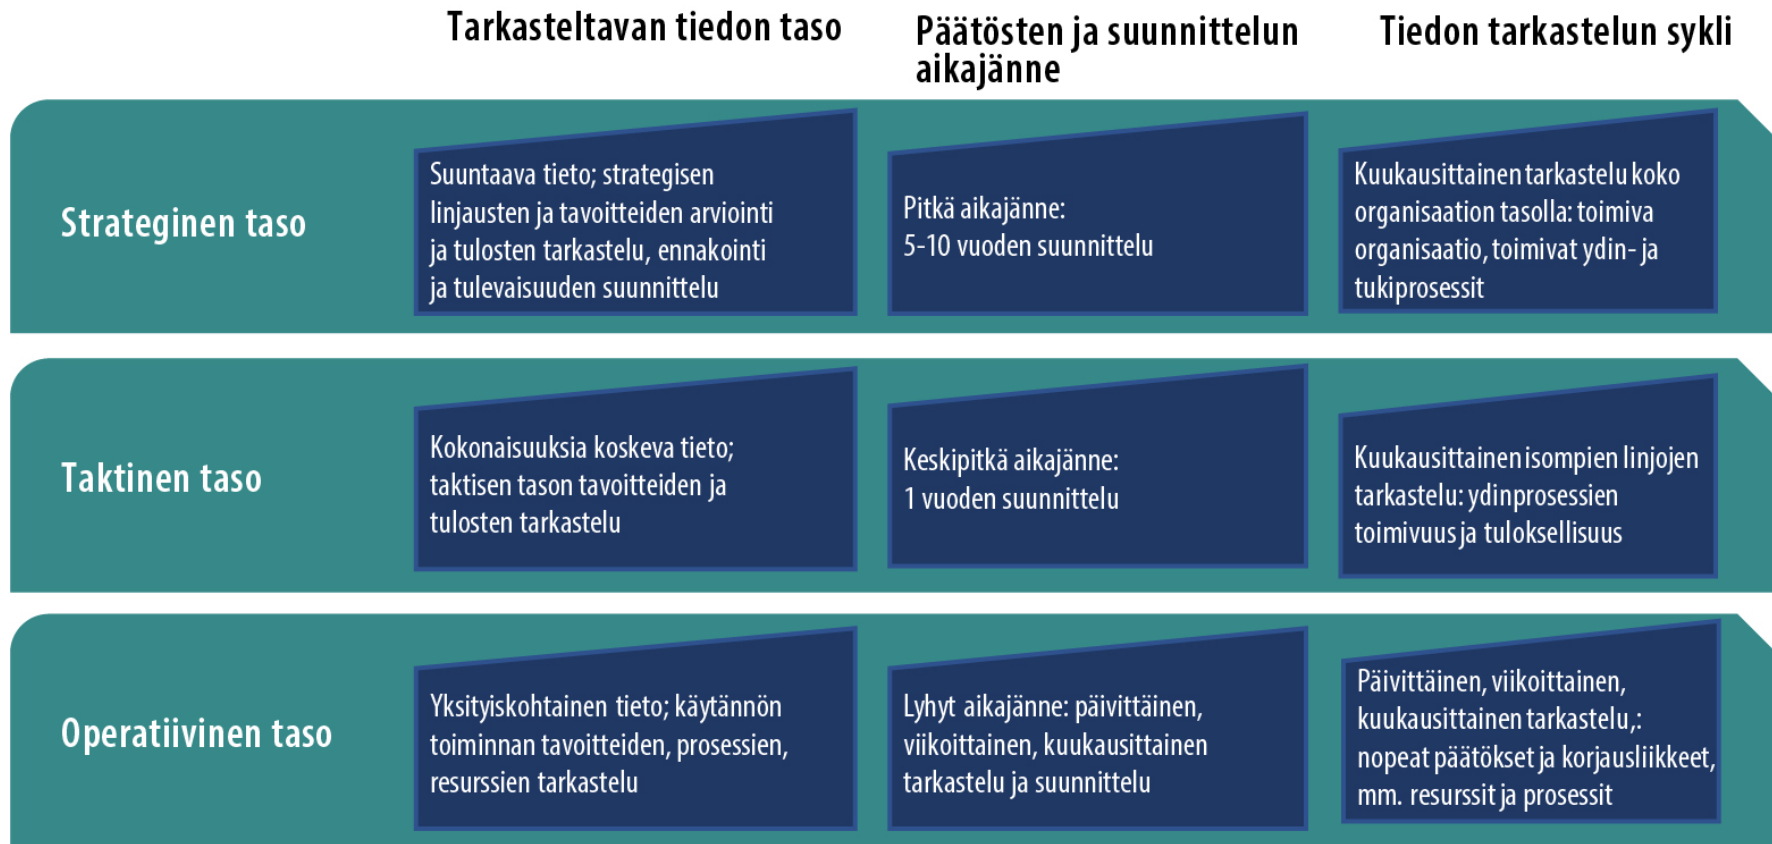 Tarkasteltavan tiedon taso
Päätösten ja suunnittelun
aikajänne
Tiedon tarkastelun sykli
Strateginen taso
Suuntaava tieto; strategisen
linjausten ja tavoitteiden arviointi
ja tulosten tarkastelu, ennakointi
ja tulevaisuuden suunnittelu
Pitkä aikajänne:
5-10 vuoden suunnittelu
Kuukausittainen tarkastelu koko
organisaation tasolla: toimiva
organisaatio, toimivat ydin- ja
tukiprosessit
Taktinen taso
Kokonaisuuksia koskeva tieto;
taktisen tason tavoitteiden ja
tulosten tarkastelu
Keskipitkä aikajänne:
1 vuoden suunnittelu
Kuukausittainen isompien linjojen
tarkastelu: ydinprosessien
toimivuus ja tuloksellisuus
Operatiivinen taso
Yksityiskohtainen tieto; käytännön
toiminnan tavoitteiden, prosessien,
resurssien tarkastelu
Lyhyt aikajänne: päivittäinen,
viikoittainen, kuukausittainen
tarkastelu ja suunnittelu
Päivittäinen, viikoittainen,
kuukausittainen tarkastelu,:
nopeat päätökset ja korjausliikkeet,
mm. resurssit ja prosessit